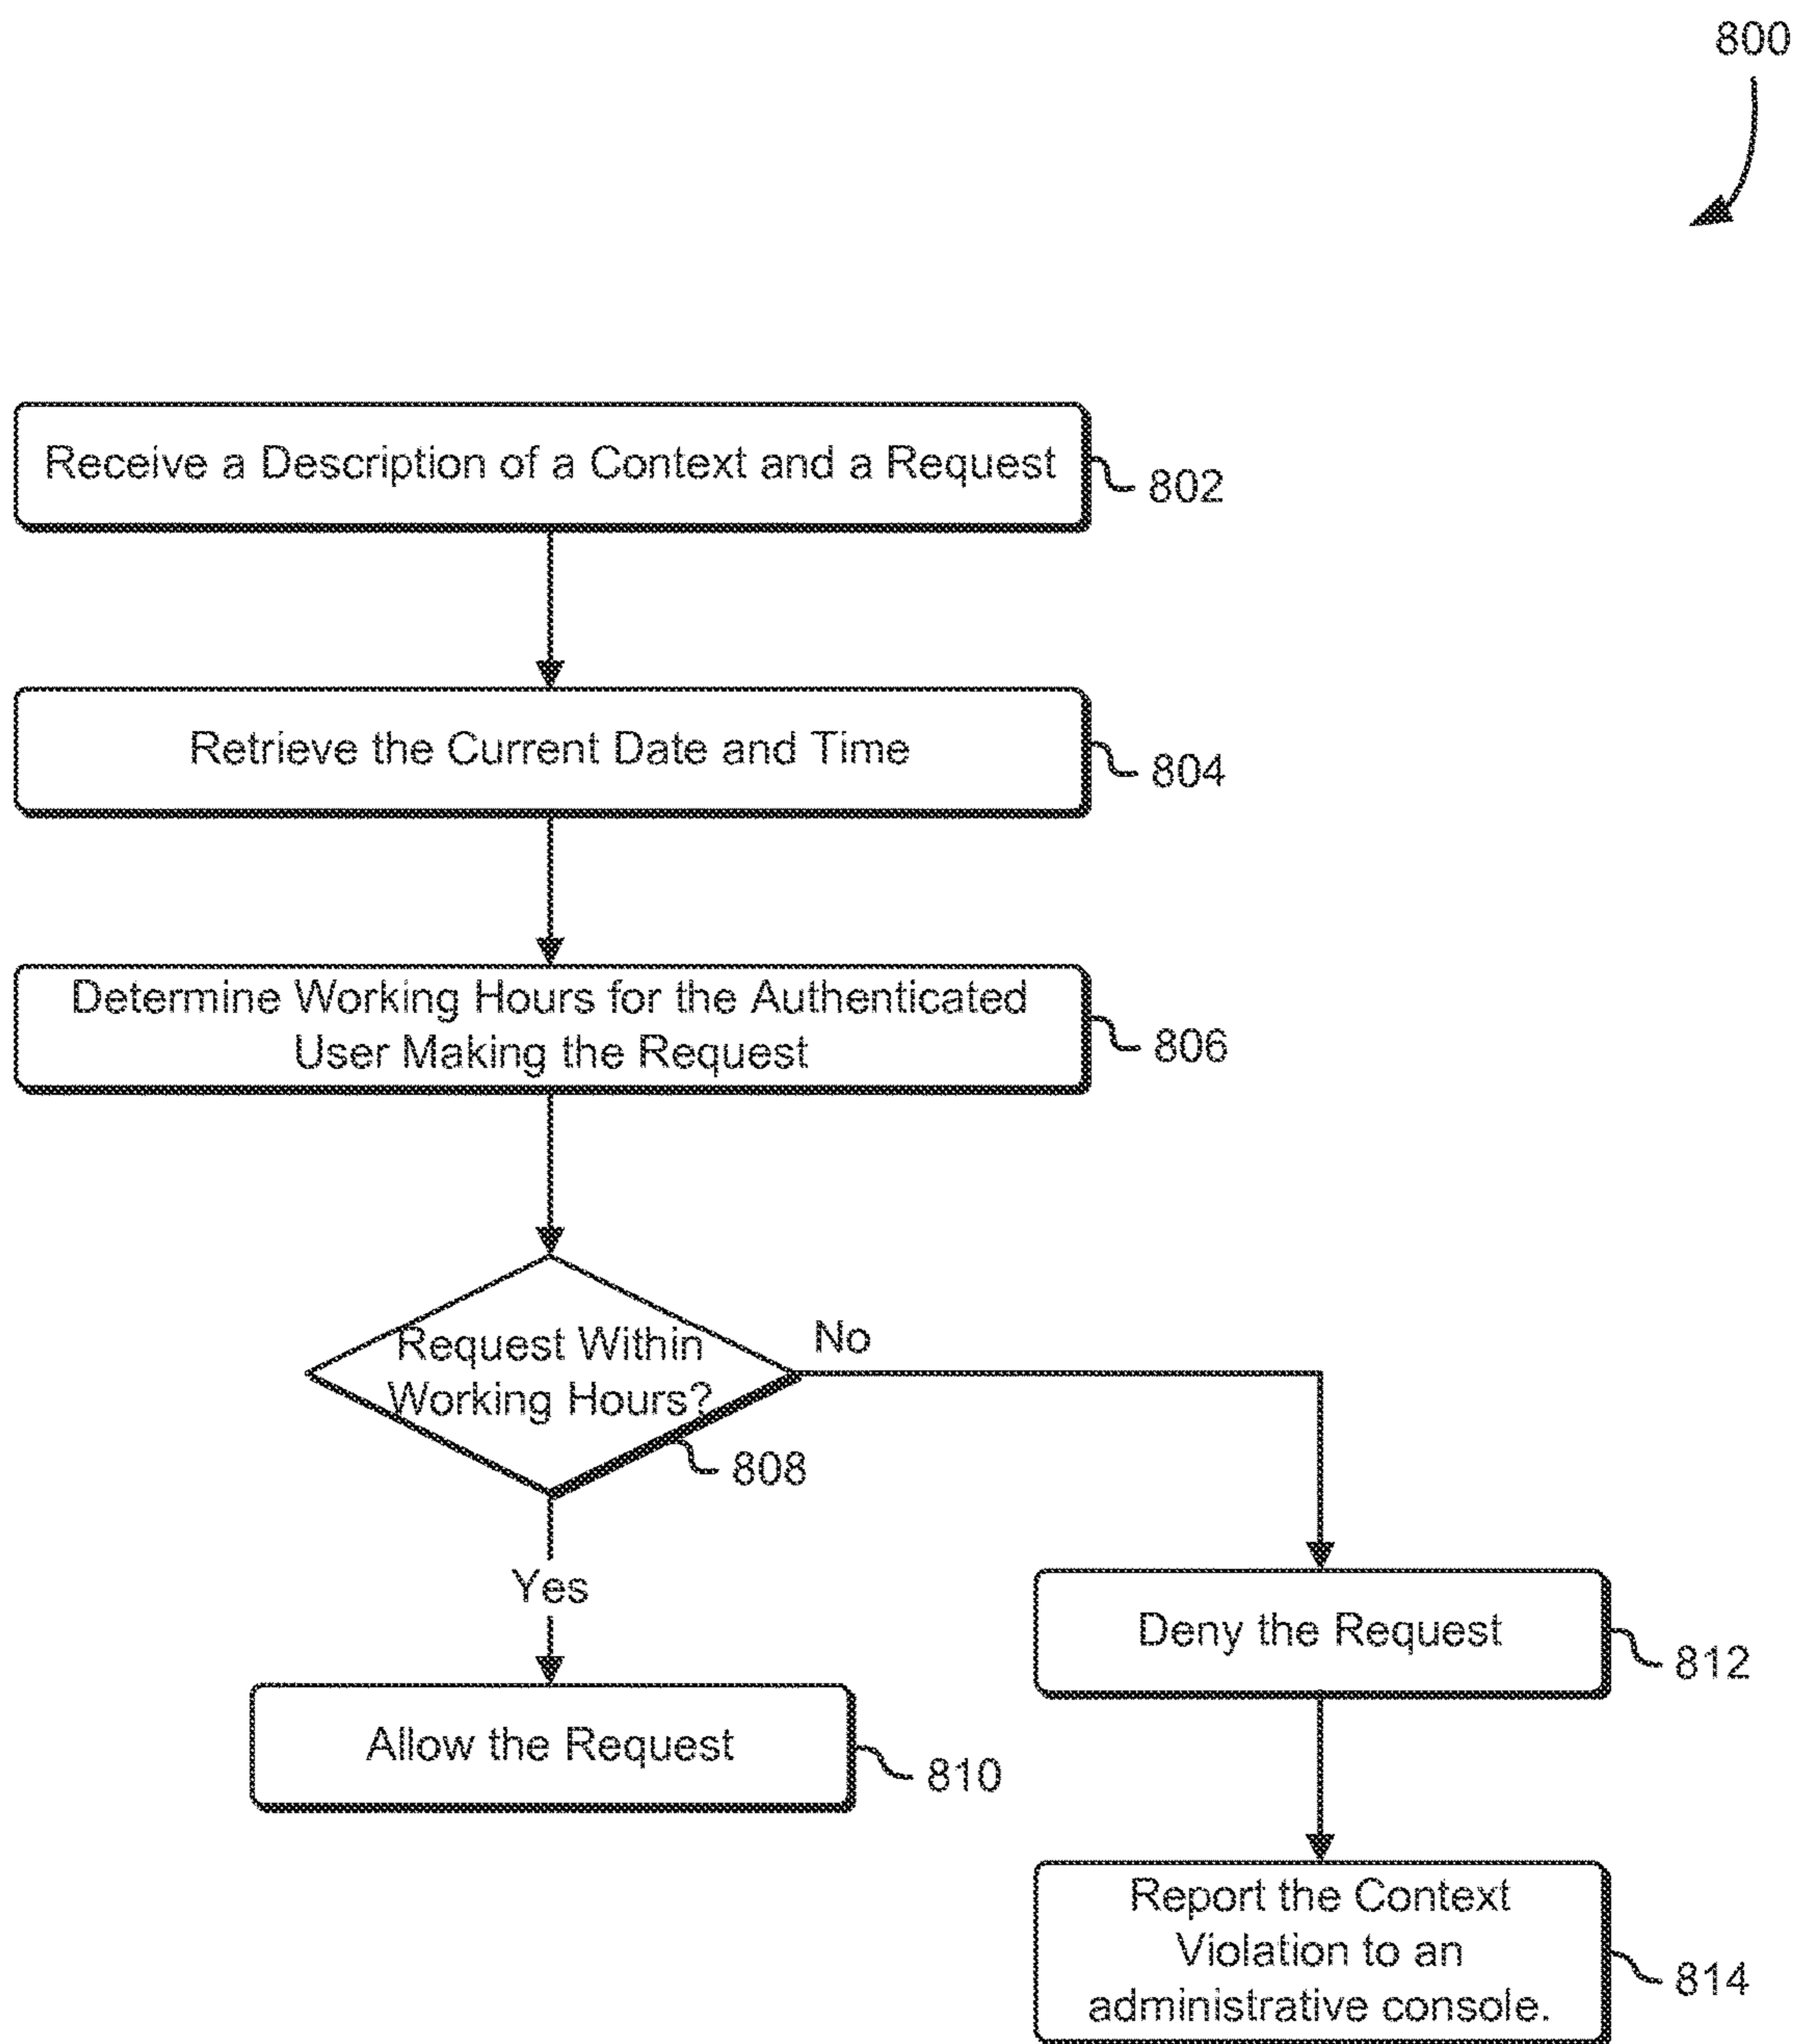 800
Receive a Description of a Context and a Request
802
Retrieve the Current Date and Time
804
Determine Working Hours for the Authenticated
User Making the Request
806
Request Within
Working Hours?
No
808
Yes
Deny the Request
812
Allow the Request
810
Report the Context
Violation to an
administrative console.
814